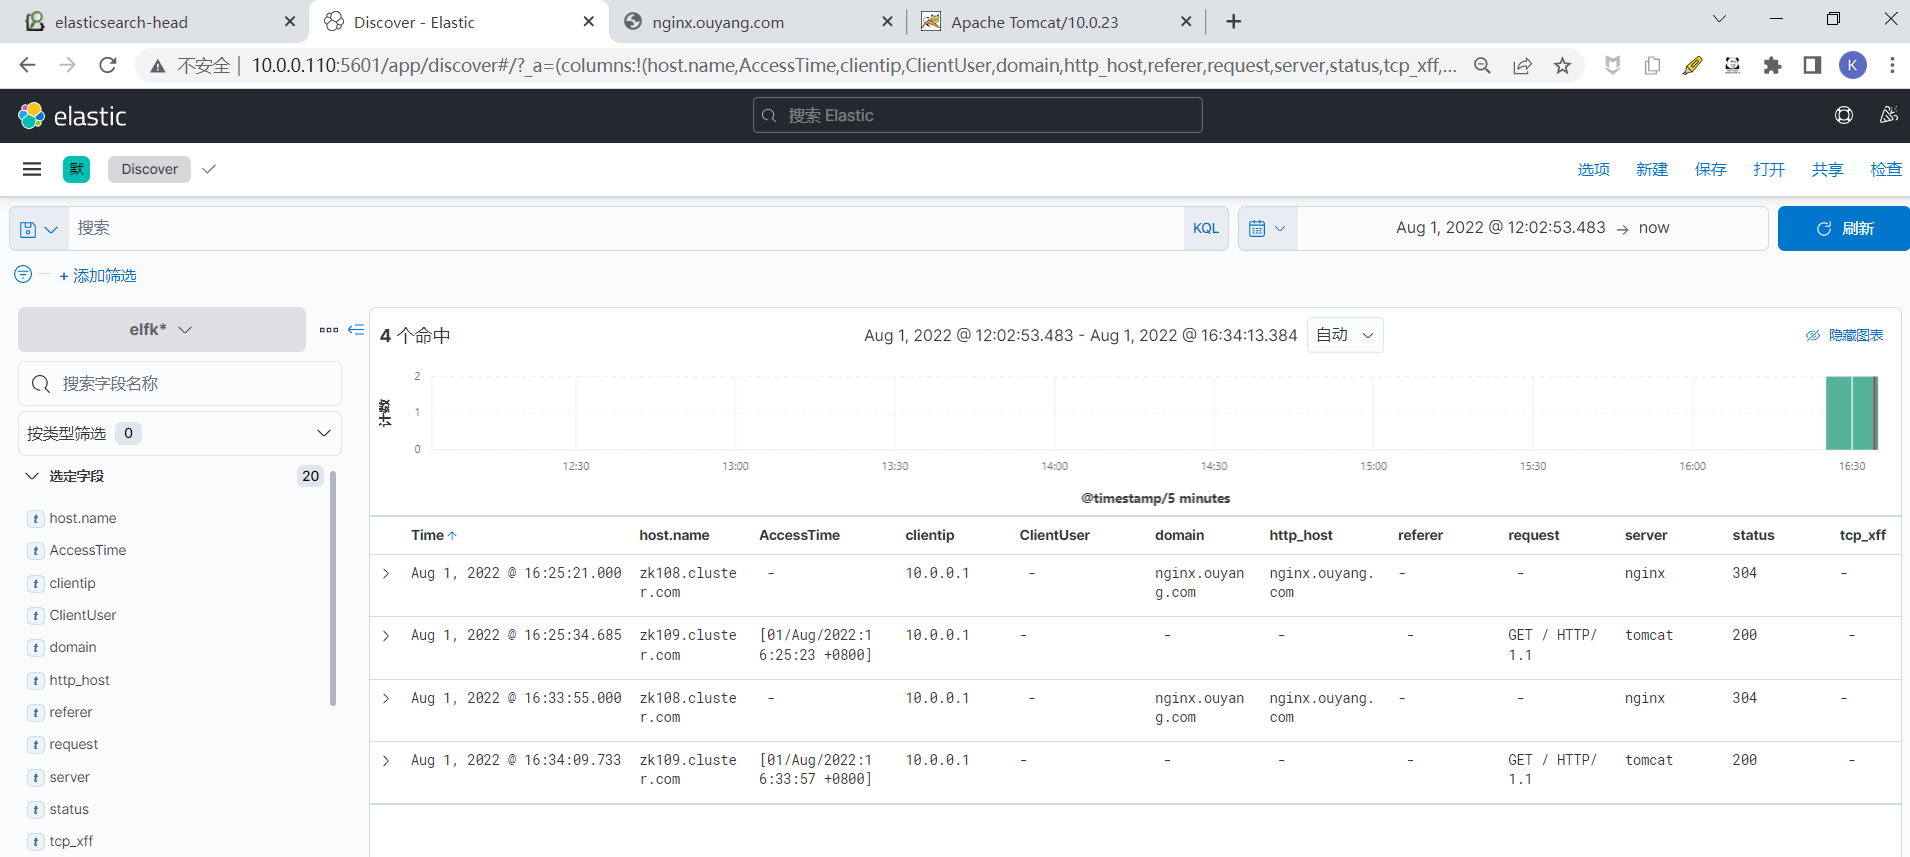 elasticsearch-head
Discover - Elastic
nginx.ouyang.com
Apache Tomcat/10.0.23
不安全
10.0.0.110:5601/app/discover#/?_a=(columns:!(host.name,AccessTime,clientip,ClientUser,domain,http_host,referer,request,server,status,tcp_xff,...
K
elastic
搜索 Elastic
默
Discover
选项 新建 保存 打开 共享 检查
搜索
KQL
Aug 1, 2022 @ 12:02:53.483 → now
刷新
+ 添加筛选
elfk*
搜索字段名称
按类型筛选 0
选定字段 20
t host.name
t AccessTime
t clientip
t ClientUser
t domain
t http_host
t referer
t request
t server
t status
t tcp_xff
4 个命中
Aug 1, 2022 @ 12:02:53.483 - Aug 1, 2022 @ 16:34:13.384
自动
隐藏图表
计数
2
1
0
12:30 13:00 13:30 14:00 14:30 15:00 15:30 16:00 16:30
@timestamp/5 minutes
Time host.name AccessTime clientip ClientUser domain http_host referer request server status tcp_xff
Aug 1, 2022 @ 16:25:21.000 zk108.cluste - 10.0.0.1 - nginx.ouyan nginx.ouyang. - - nginx 304 -
r.com g.com com
Aug 1, 2022 @ 16:25:34.685 zk109.cluste [01/Aug/2022:1 10.0.0.1 - - - - GET / HTTP/ tomcat 200 -
r.com 6:25:23 +0800] 1.1
Aug 1, 2022 @ 16:33:55.000 zk108.cluste - 10.0.0.1 - nginx.ouyan nginx.ouyang. - - nginx 304 -
r.com g.com com
Aug 1, 2022 @ 16:34:09.733 zk109.cluste [01/Aug/2022:1 10.0.0.1 - - - - GET / HTTP/ tomcat 200 -
r.com 6:33:57 +0800] 1.1